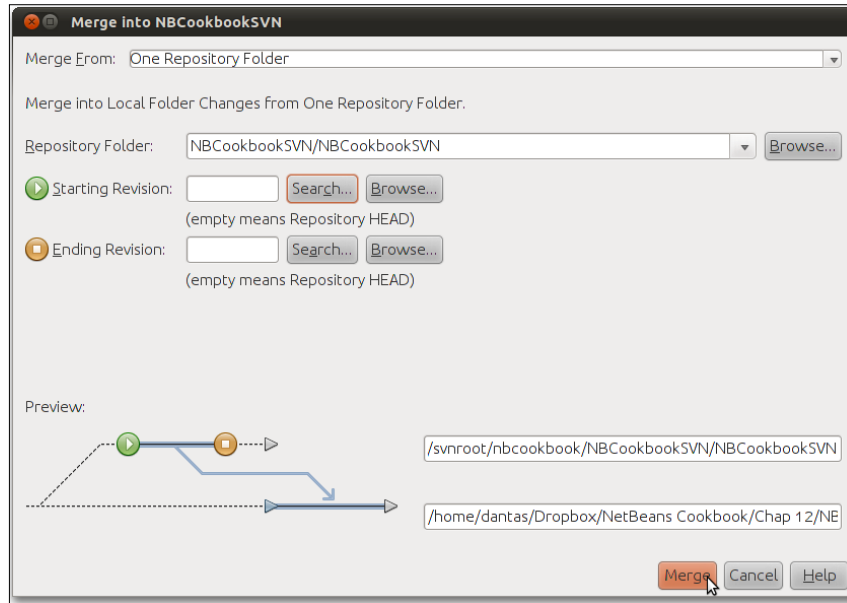 Merge into NBCookbookSVN
Merge From: One Repository Folder
Merge into Local Folder Changes from One Repository Folder.
Repository Folder: NBCookbookSVN/NBCookbookSVN Browse...
Starting Revision: Search... Browse...
(empty means Repository HEAD)
Ending Revision: Search... Browse...
(empty means Repository HEAD)
Preview:
/svnroot/nbcookbook/NBCookbookSVN/NBCookbookSVN
/home/dantas/Dropbox/NetBeans Cookbook/Chap 12/NB
Merge Cancel Help